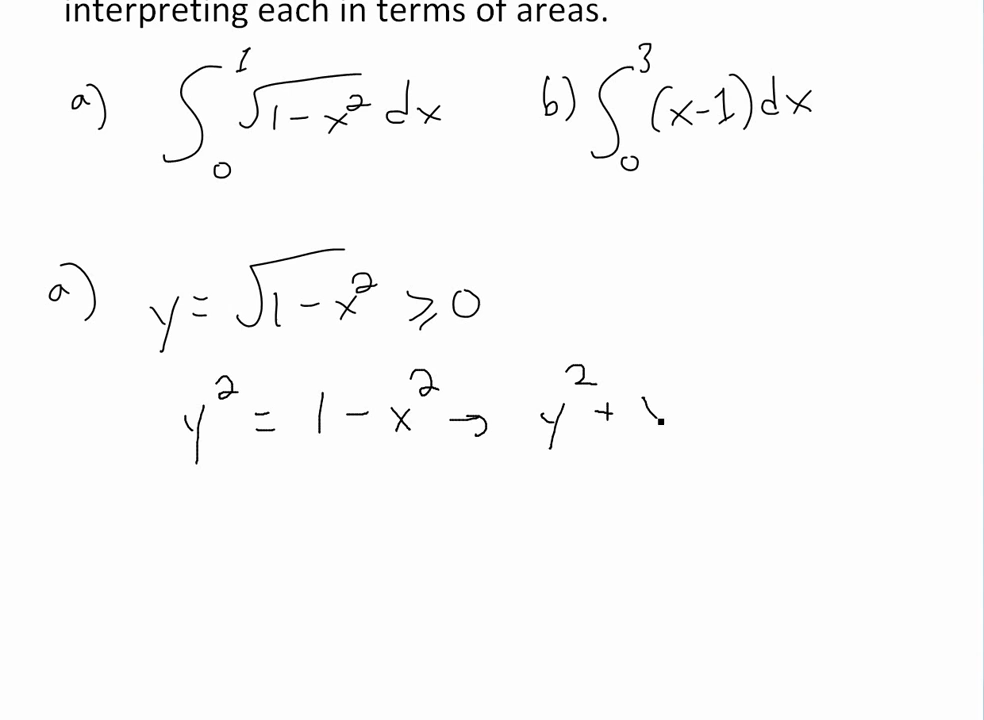 interpreting each in terms of areas.
a) ∫₀¹ √(1-x²) dx b) ∫₀³ (x-1)dx
a) y = √(1-x²) ⩾ 0
y² = 1 - x² → y² +